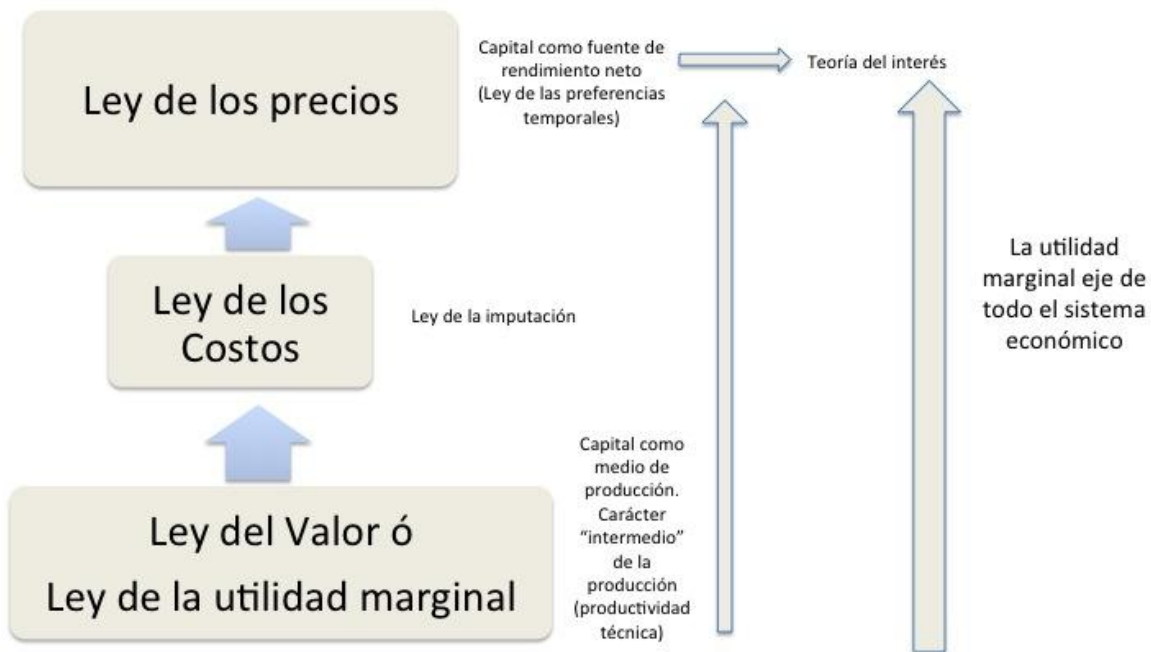 Ley de los precios
Capital como fuente de
rendimiento neto
(Ley de las preferencias
temporales)
Teoría del interés
Ley de los
Costos
Ley de la imputación
La utilidad
marginal eje de
todo el sistema
económico
Ley del Valor ó
Ley de la utilidad marginal
Capital como
medio de
producción.
Carácter
“intermedio”
de la
producción
(productividad
técnica)